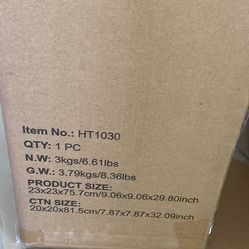 Item No.: HT1030
QTY: 1 PC
N.W: 3kgs/6.61lbs
G.W.: 3.79kgs/8.36lbs
PRODUCT SIZE:
23x23x75.7cm/9.06x9.06x29.80inch
CTN SIZE:
20x20x81.5cm/7.87x7.87x32.09inch